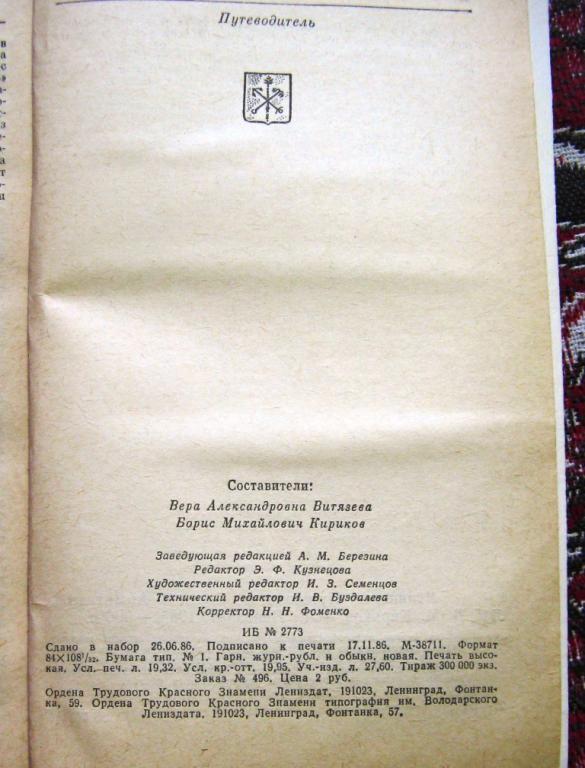 Путеводитель
Составители:
Вера Александровна Витязева
Борис Михайлович Кириков
Заведующая редакцией А. М. Березина
Редактор Э. Ф. Кузнецова
Художественный редактор И. З. Семенцов
Технический редактор И. В. Буздалева
Корректор Н. Н. Фоменко
ИБ № 2773
Сдано в набор 26.06.86. Подписано к печати 17.11.86. М-38711. Формат
84×108¹/₃₂. Бумага тип. № 1. Гарн. журн.-рубл. и обыкн. новая. Печать высо-
кая. Усл. печ. л. 19,32. Усл. кр.-отт. 19,95. Уч.-изд. л. 27,60. Тираж 300 000 экз.
Заказ № 496. Цена 2 руб.
Ордена Трудового Красного Знамени Лениздат, 191023, Ленинград, Фонтан-
ка, 59. Ордена Трудового Красного Знамени типография им. Володарского
Лениздата, 191023, Ленинград, Фонтанка, 57.